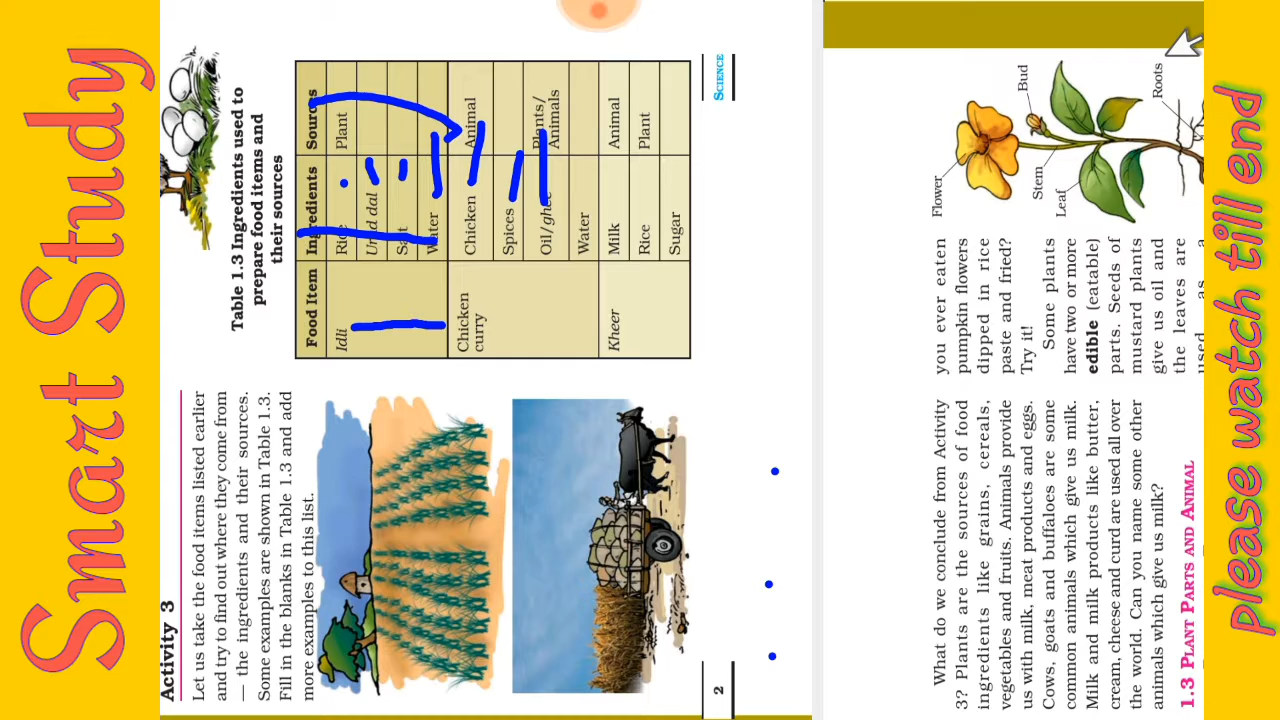 Smart Study
Activity 3
Let us take the food items listed earlier
and try to find out where they come from
— the ingredients and their sources.
Some examples are shown in Table 1.3.
Fill in the blanks in Table 1.3 and add
more examples to this list.
Table 1.3 Ingredients used to
prepare food items and
their sources
Food Item Ingredients Sources
Idli Rice Plant
Urad dal
Salt
Water
Chicken curry Chicken Animal
Spices
Oil/ghee Plants/
Animals
Water
Kheer Milk Animal
Rice Plant
Sugar
2
SCIENCE
What do we conclude from Activity
3? Plants are the sources of food
ingredients like grains, cereals,
vegetables and fruits. Animals provide
us with milk, meat products and eggs.
Cows, goats and buffaloes are some
common animals which give us milk.
Milk and milk products like butter,
cream, cheese and curd are used all over
the world. Can you name some other
animals which give us milk?
1.3 PLANT PARTS AND ANIMAL
you ever eaten
pumpkin flowers
dipped in rice
paste and fried?
Try it!
Some plants
have two or more
edible (eatable)
parts. Seeds of
mustard plants
give us oil and
the leaves are
used as a
Flower
Bud
Stem
Leaf
Roots
please watch till end